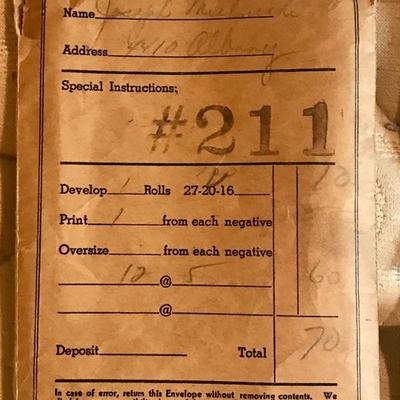 Name Joseph
Address 4410 Albany
Special Instructions;
#211
Develop 1 Rolls 27-20-16 10
Print 1 from each negative
Oversize from each negative
12 @ 5 60
@
Deposit Total 70
In case of error, return this Envelope without removing contents. We